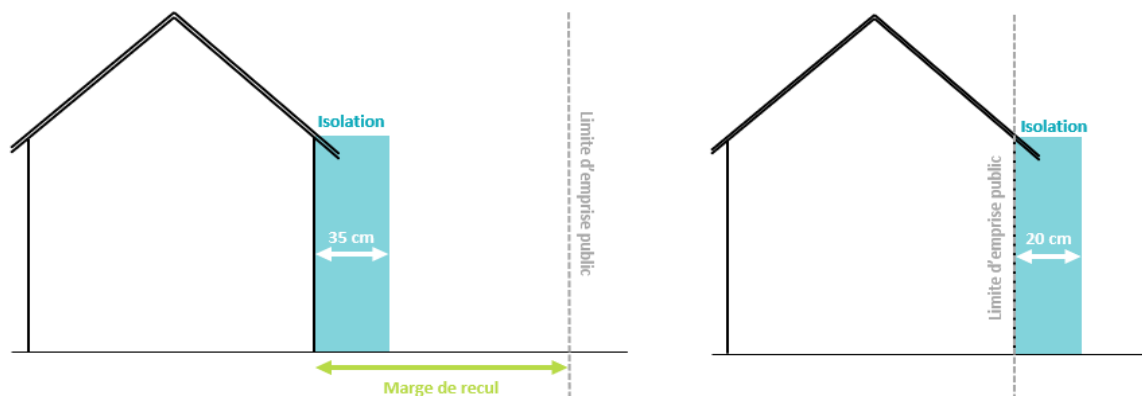 Isolation
35 cm
Limite d'emprise public
Marge de recul
Isolation
20 cm
Limite d'emprise public